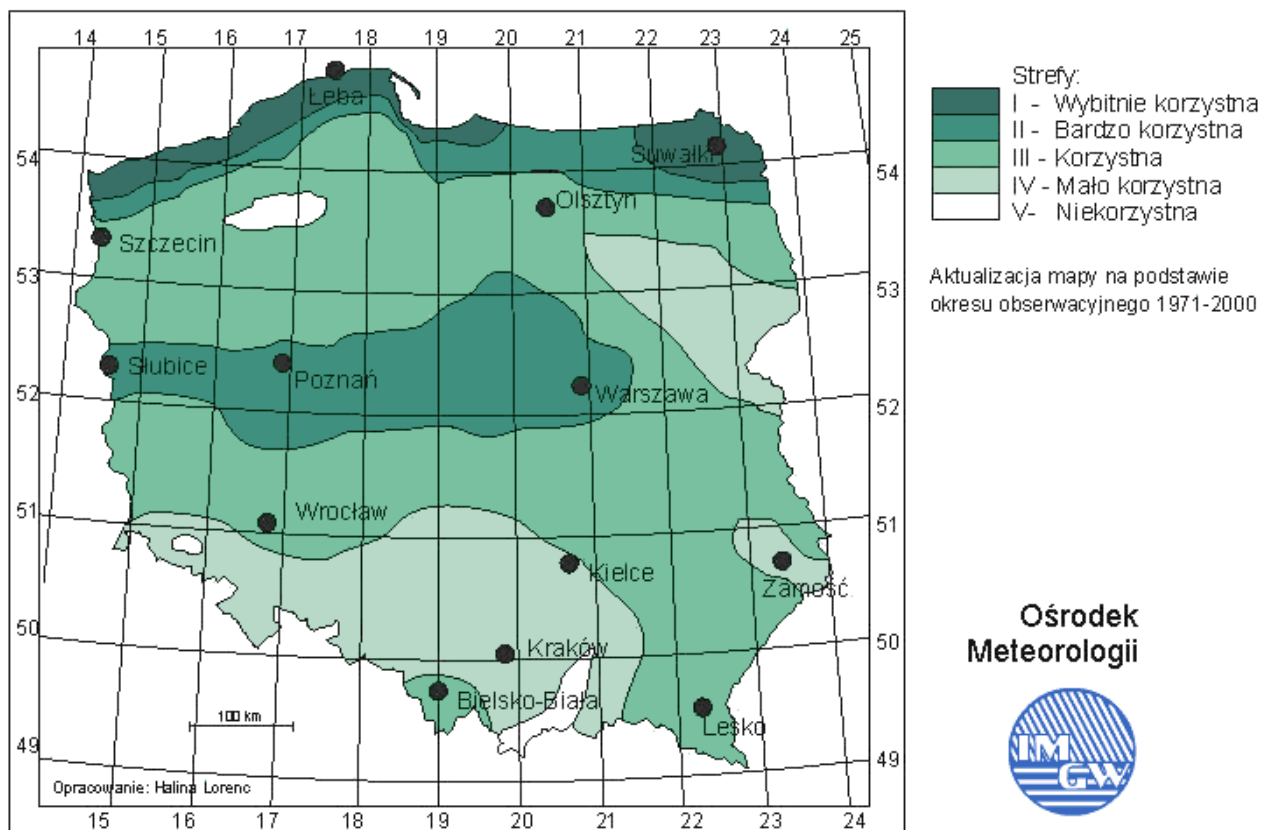 14 15 16 17 18 19 20 21 22 23 24 25
Strefy:
I - Wybitnie korzystna
II - Bardzo korzystna
III - Korzystna
IV - Mało korzystna
V- Niekorzystna
Aktualizacja mapy na podstawie
okresu obserwacyjnego 1971-2000
Łeba
54
Suwałki
54
Olsztyn
Szczecin
53
53
Słubice
Poznań
Warszawa
52
52
Wrocław
51
51
Kielce
Zamość
50
Kraków
50
Bielsko-Biała
Lesko
100 km
49
49
Opracowanie: Halina Lorenc
15 16 17 18 19 20 21 22 23 24
Ośrodek
Meteorologii
IM
GW